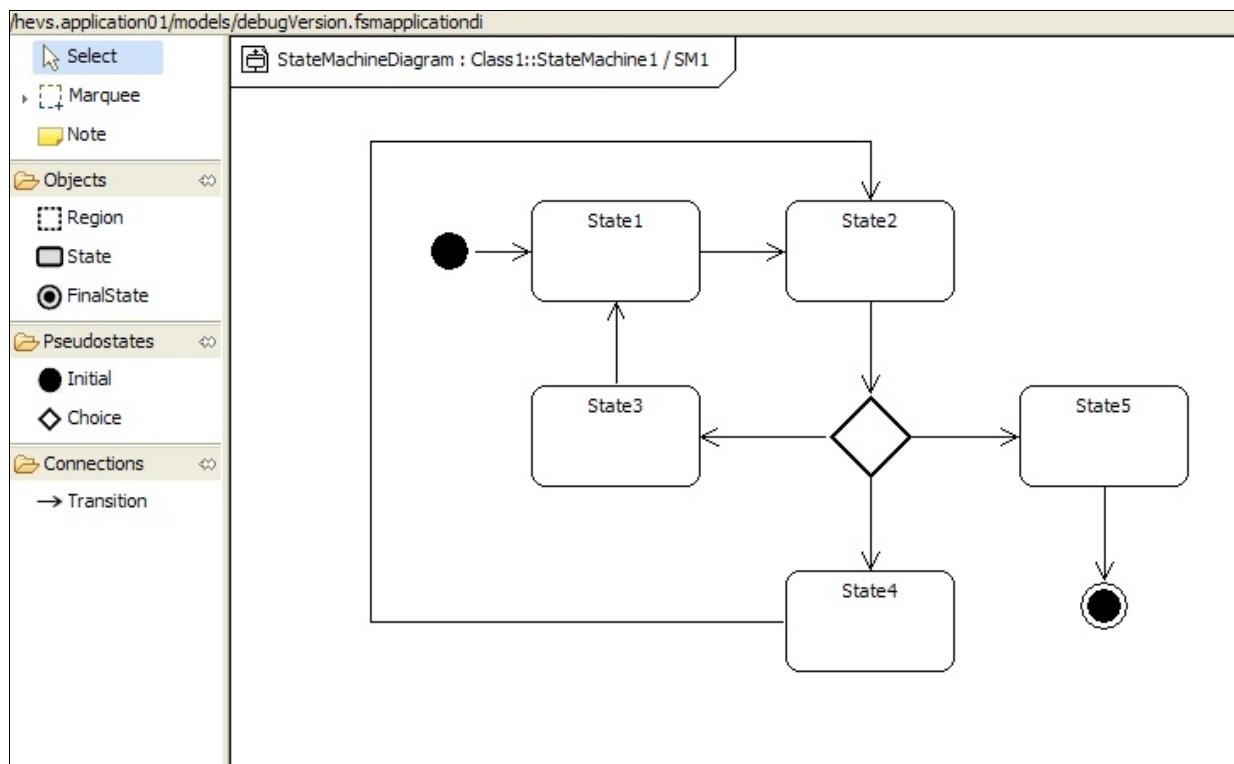 /hevs.application01/models/debugVersion.fsmapplicationdi
Select
Marquee
Note
Objects
Region
State
FinalState
Pseudostates
Initial
Choice
Connections
Transition
StateMachineDiagram : Class1::StateMachine1 / SM1
State1
State2
State3
State5
State4